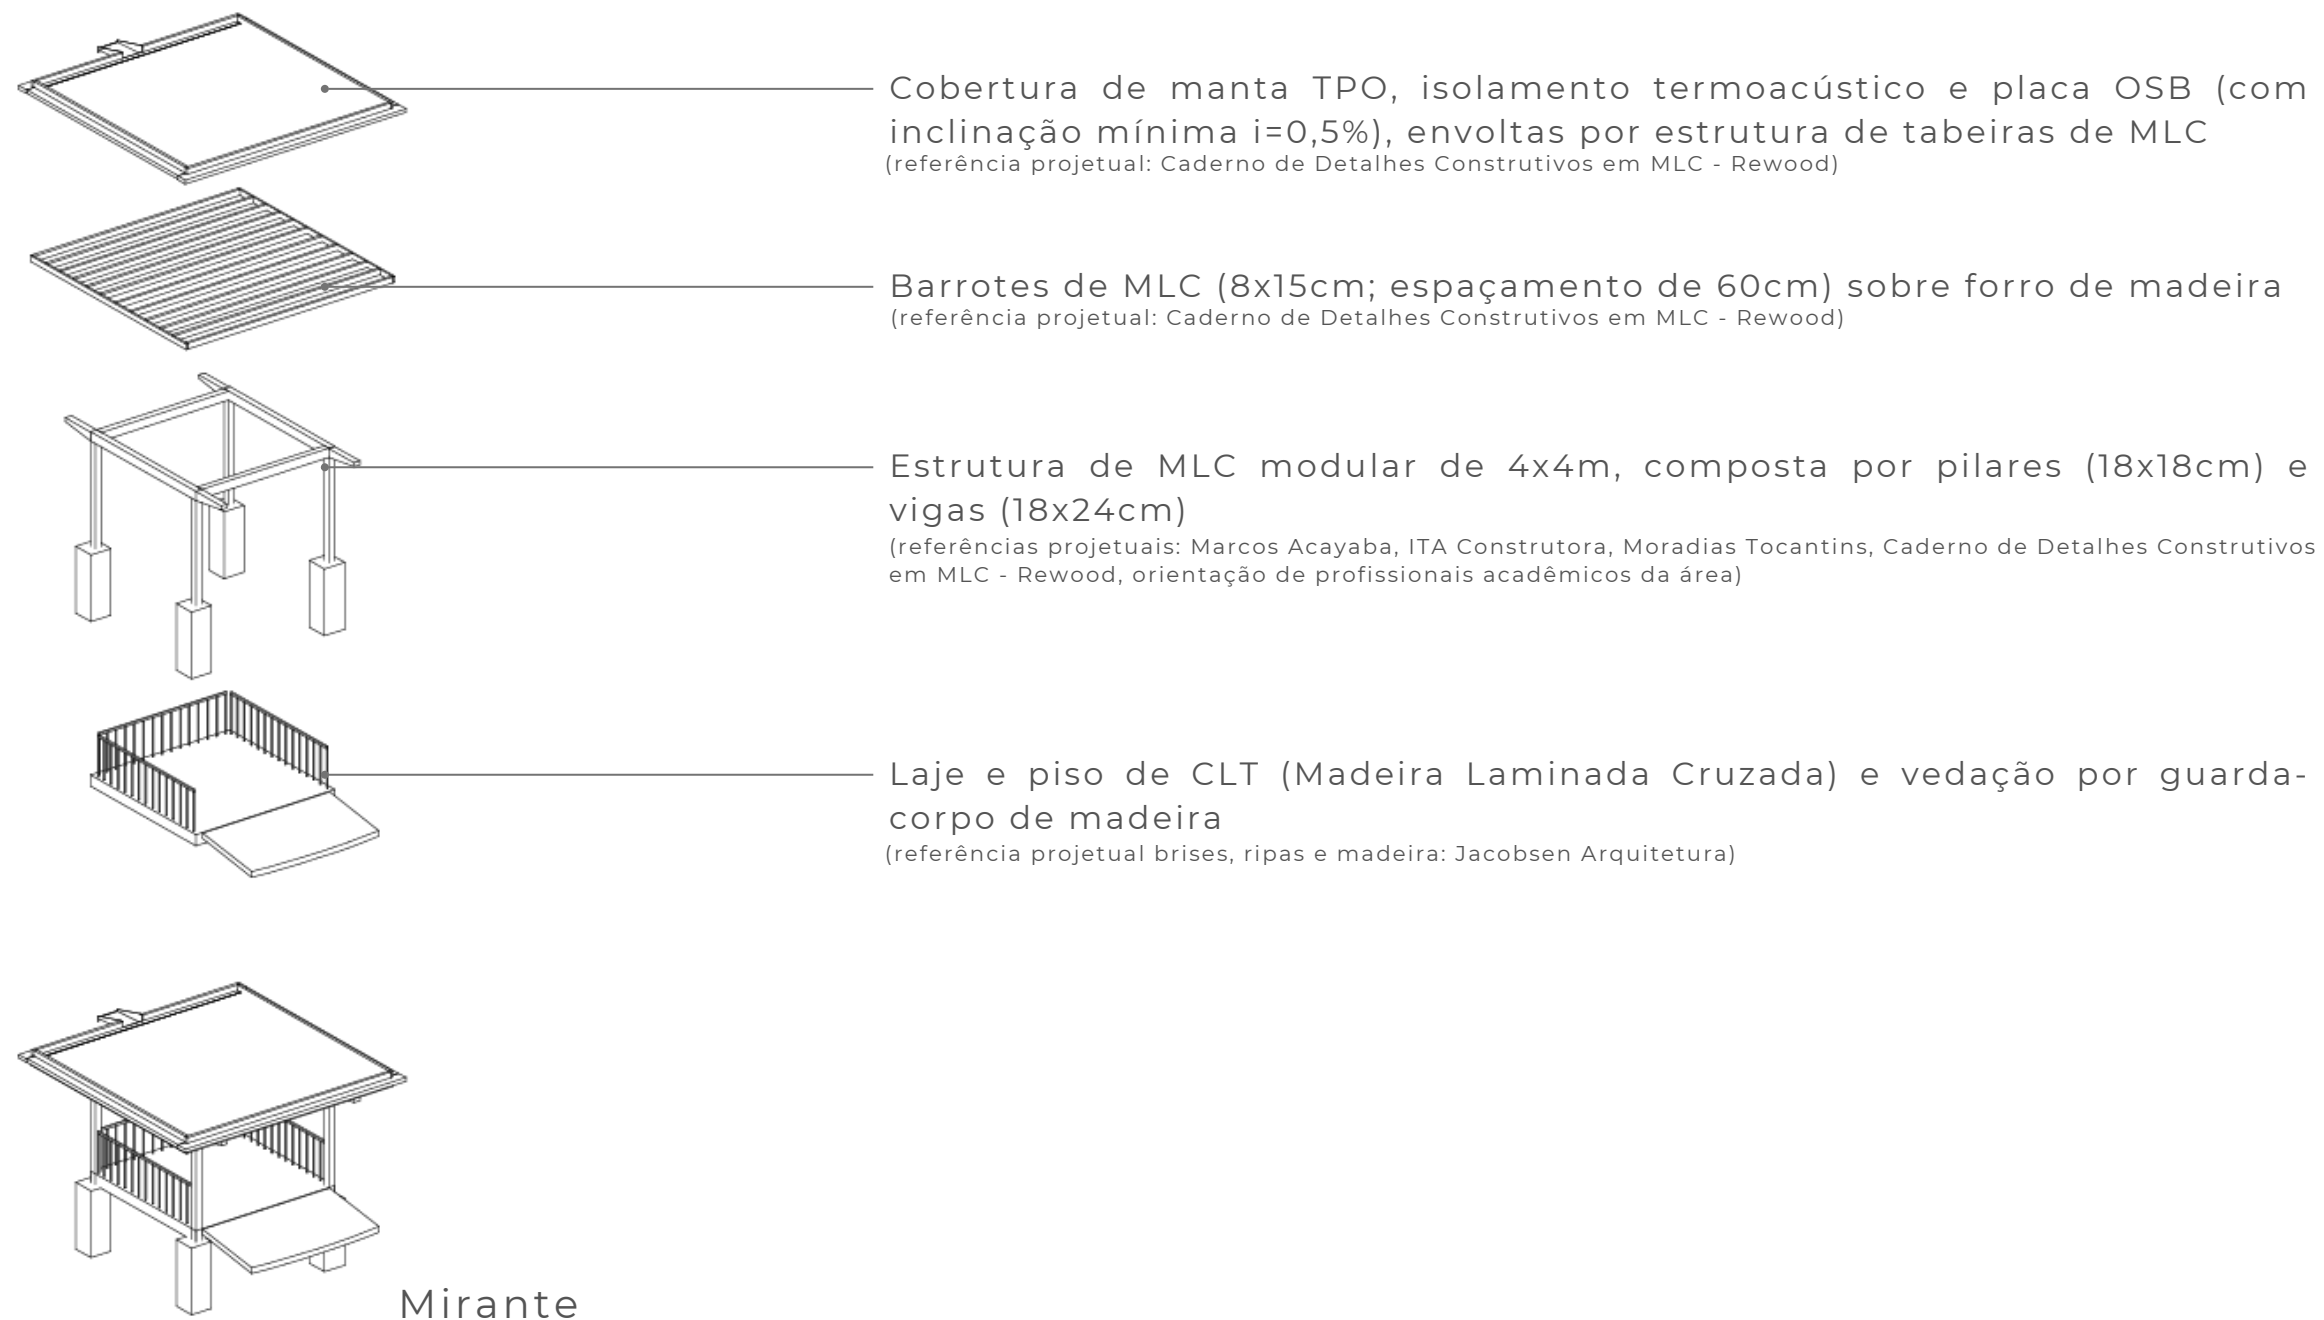 Cobertura de manta TPO, isolamento termoacústico e placa OSB (com
inclinação mínima i=0,5%), envoltas por estrutura de tabeiras de MLC
(referência projetual: Caderno de Detalhes Construtivos em MLC - Rewood)
Barrotes de MLC (8x15cm; espaçamento de 60cm) sobre forro de madeira
(referência projetual: Caderno de Detalhes Construtivos em MLC - Rewood)
Estrutura de MLC modular de 4x4m, composta por pilares (18x18cm) e
vigas (18x24cm)
(referências projetuais: Marcos Acayaba, ITA Construtora, Moradias Tocantins, Caderno de Detalhes Construtivos
em MLC - Rewood, orientação de profissionais acadêmicos da área)
Laje e piso de CLT (Madeira Laminada Cruzada) e vedação por guarda-
corpo de madeira
(referência projetual brises, ripas e madeira: Jacobsen Arquitetura)
Mirante